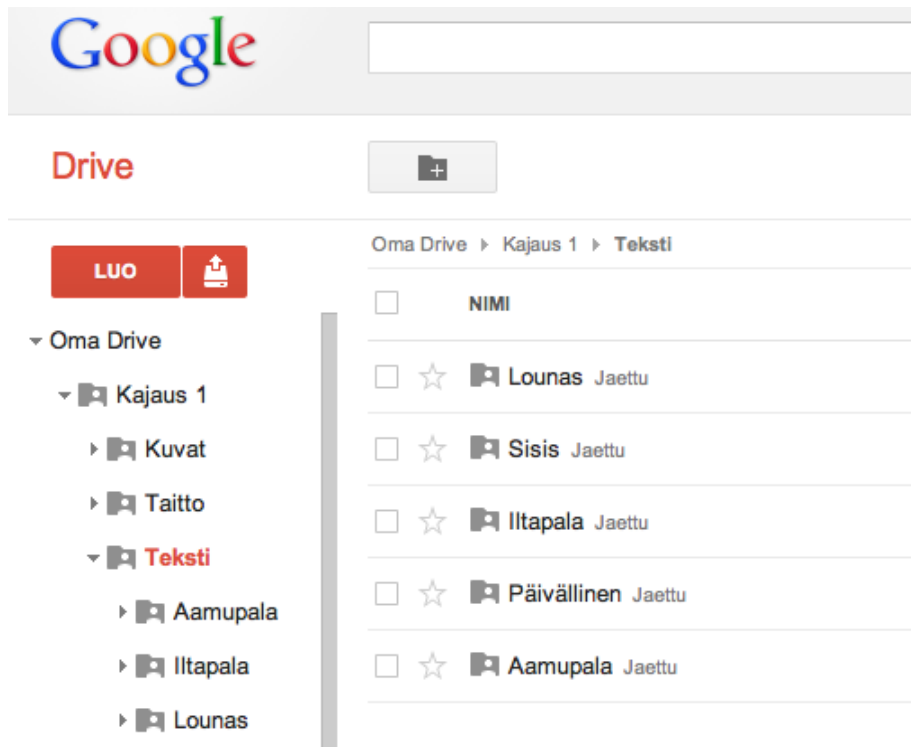 Google
Drive
Oma Drive Kajaus 1 Teksti
LUO
NIMI
Oma Drive
Kajaus 1
Kuvat
Taitto
Teksti
Aamupala
Iltapala
Lounas
Lounas Jaettu
Sisis Jaettu
Iltapala Jaettu
Päivällinen Jaettu
Aamupala Jaettu